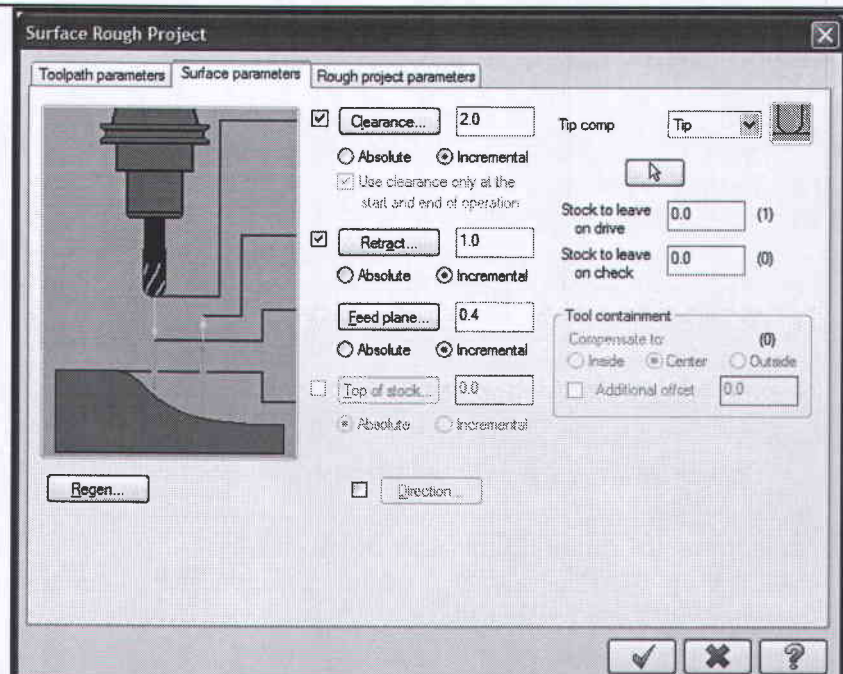 Surface Rough Project
Toolpath parameters Surface parameters Rough project parameters
Clearance... 2.0
Absolute Incremental
Use clearance only at the
start and end of operation
Retract... 1.0
Absolute Incremental
Feed plane... 0.4
Absolute Incremental
Top of stock... 0.0
Absolute Incremental
Regen...
Direction...
Tip comp Tip
Stock to leave
on drive 0.0 (1)
Stock to leave
on check 0.0 (0)
Tool containment
Compensate to: (0)
Inside Center Outside
Additional offset 0.0